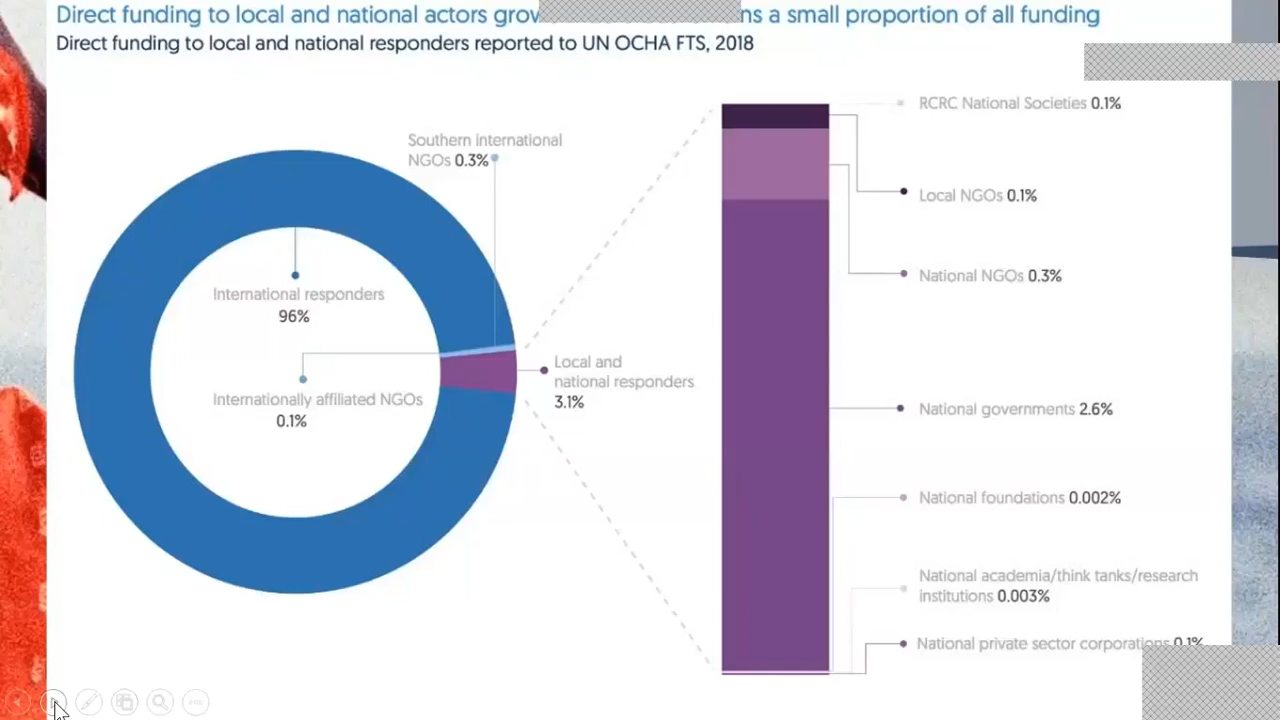 Direct funding to local and national actors ns a small proportion of all funding
Direct funding to local and national responders reported to UN OCHA FTS, 2018
Southern international
NGOs 0.3%
International responders
96%
Internationally affiliated NGOs
0.1%
Local and
national responders
3.1%
RCRC National Societies 0.1%
Local NGOs 0.1%
National NGOs 0.3%
National governments 2.6%
National foundations 0.002%
National academia/think tanks/research
institutions 0.003%
National private sector corporations 0.1%